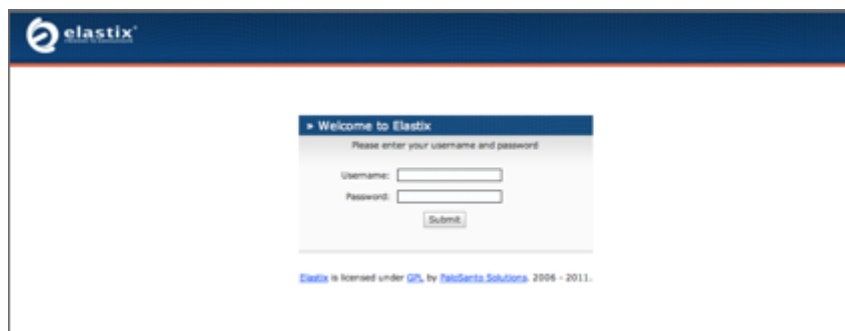 elastix®
» Welcome to Elastix
Please enter your username and password
Username:
Password:
Submit
Elastix is licensed under GPL by PaloSanto Solutions. 2006 - 2011.